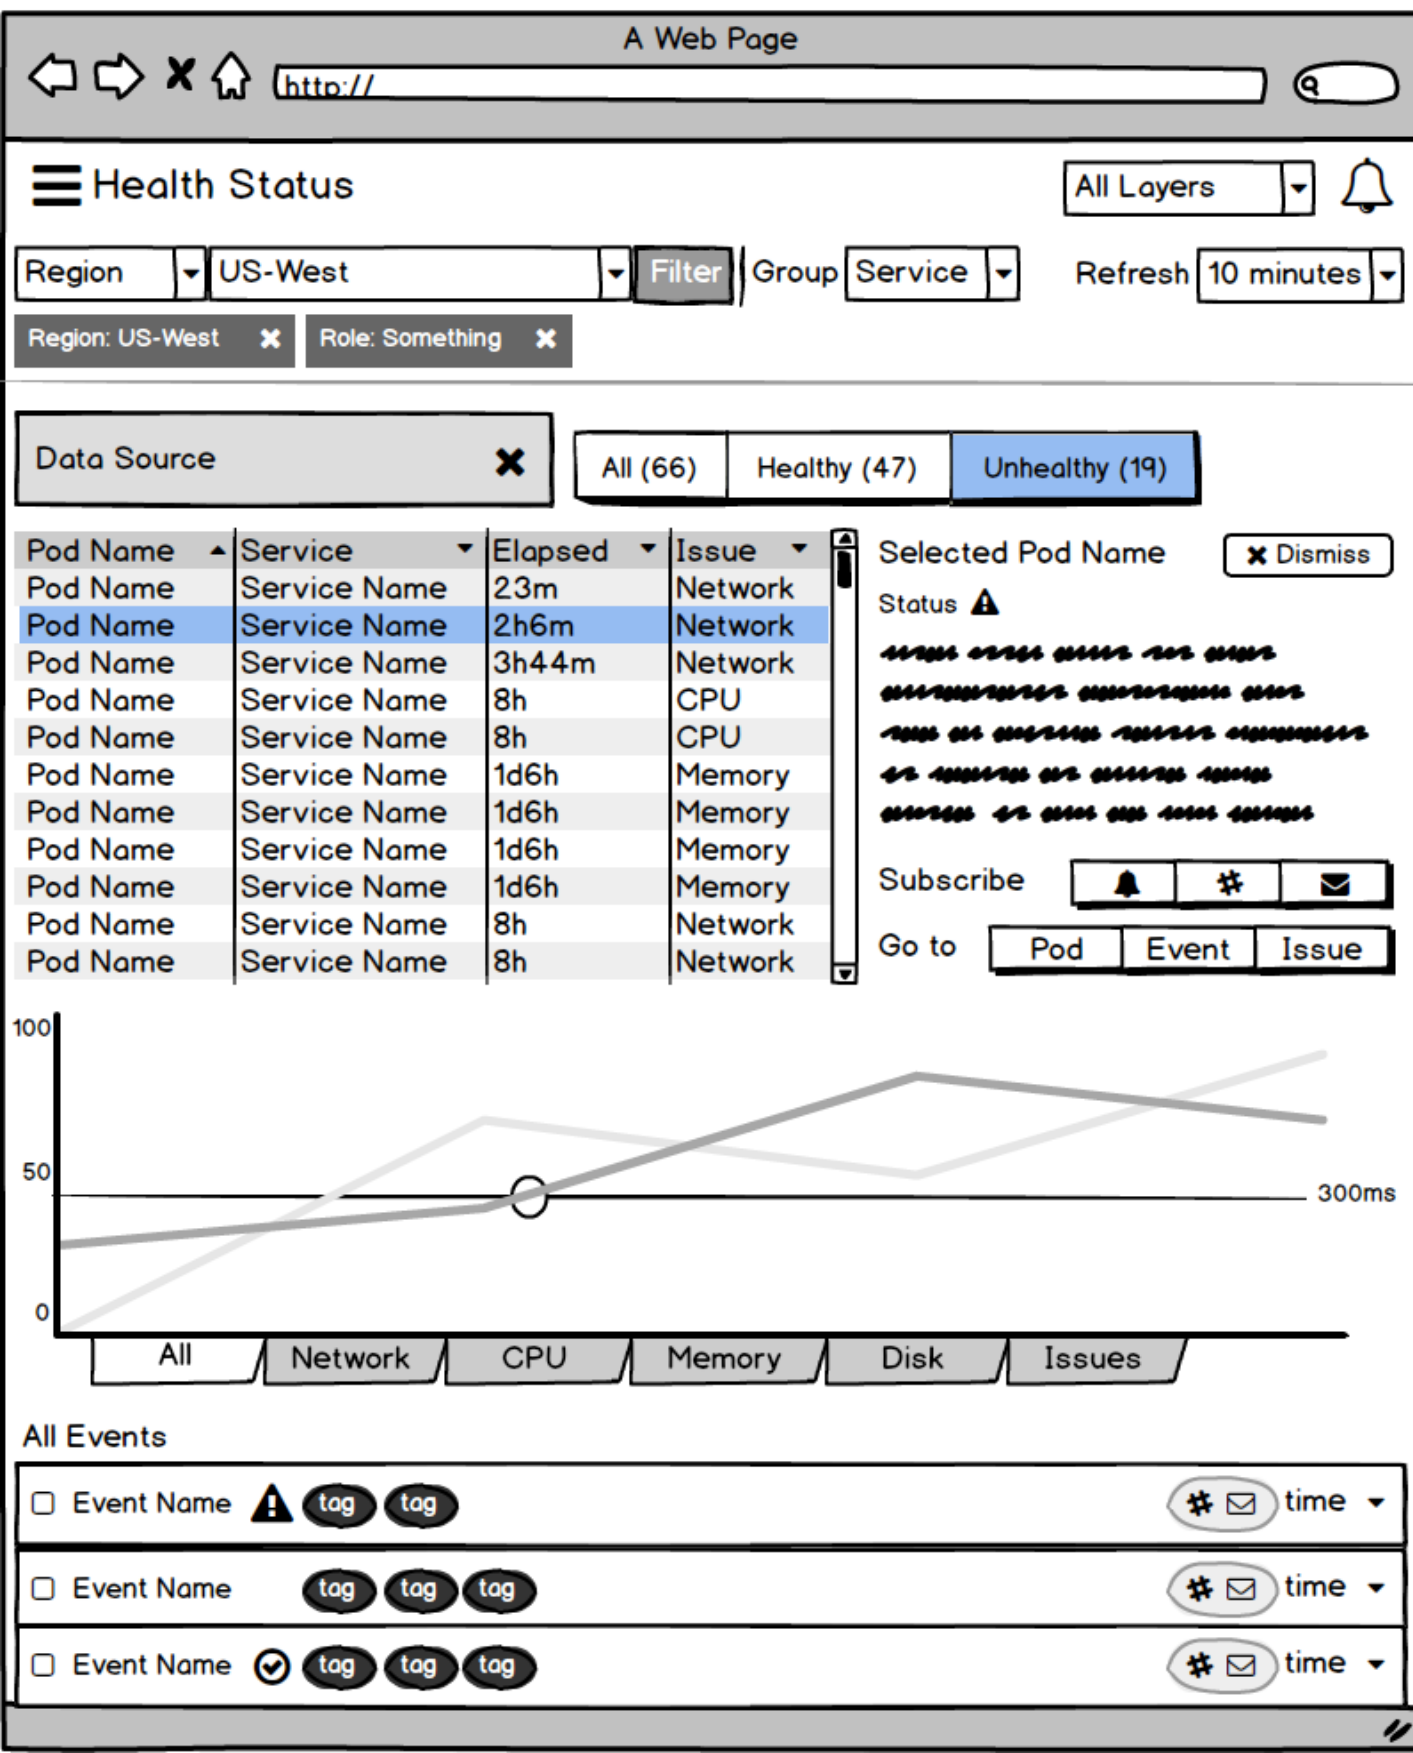 A Web Page
http://
Health Status
All Layers
Region
US-West
Filter
Group
Service
Refresh
10 minutes
Region: US-West
Role: Something
Data Source
All (66)
Healthy (47)
Unhealthy (19)
Pod Name Service Elapsed Issue
Pod Name Service Name 23m Network
Pod Name Service Name 2h6m Network
Pod Name Service Name 3h44m Network
Pod Name Service Name 8h CPU
Pod Name Service Name 8h CPU
Pod Name Service Name 1d6h Memory
Pod Name Service Name 1d6h Memory
Pod Name Service Name 1d6h Memory
Pod Name Service Name 1d6h Memory
Pod Name Service Name 8h Network
Pod Name Service Name 8h Network
Selected Pod Name
Dismiss
Status
Subscribe
#
Go to
Pod
Event
Issue
100
50
0
300ms
All
Network
CPU
Memory
Disk
Issues
All Events
Event Name tag tag # time
Event Name tag tag tag # time
Event Name tag tag tag # time